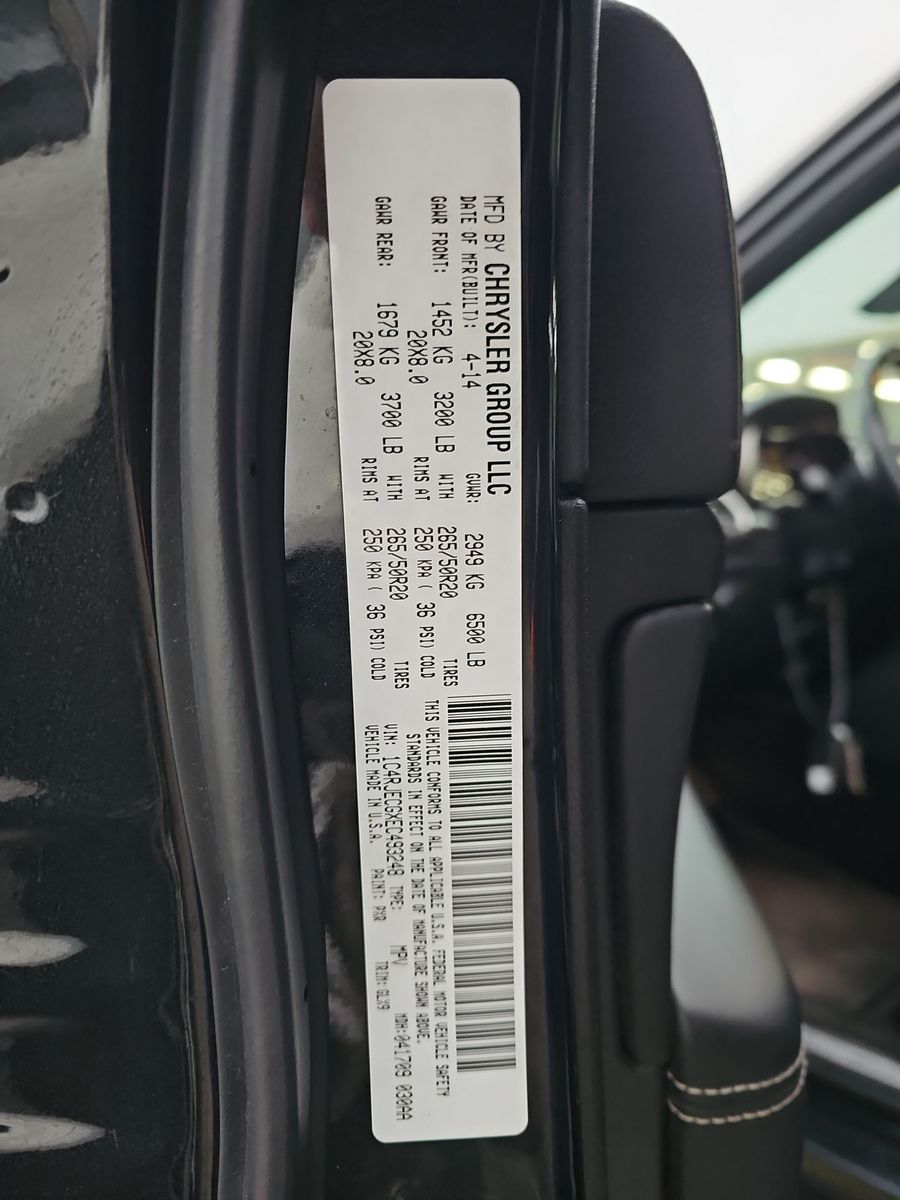 MFD BY CHRYSLER GROUP LLC
DATE OF MFR(BUILT): 4-14 GVWR: 2949 KG 6500 LB
GAWR FRONT: 1452 KG 3200 LB WITH 265/50R20 TIRES
20X8.0 RIMS AT 250 KPA ( 36 PSI) COLD
GAWR REAR: 1679 KG 3700 LB WITH 265/50R20 TIRES
20X8.0 RIMS AT 250 KPA ( 36 PSI) COLD
THIS VEHICLE CONFORMS TO ALL APPLICABLE U.S.A. FEDERAL MOTOR VEHICLE SAFETY
STANDARDS IN EFFECT ON THE DATE OF MANUFACTURE SHOWN ABOVE.
VIN: 1C4RJECGXEC493248 TYPE: MPV MDH:041709 030AA
VEHICLE MADE IN U.S.A. PAINT: PXR TRIM:GLX9